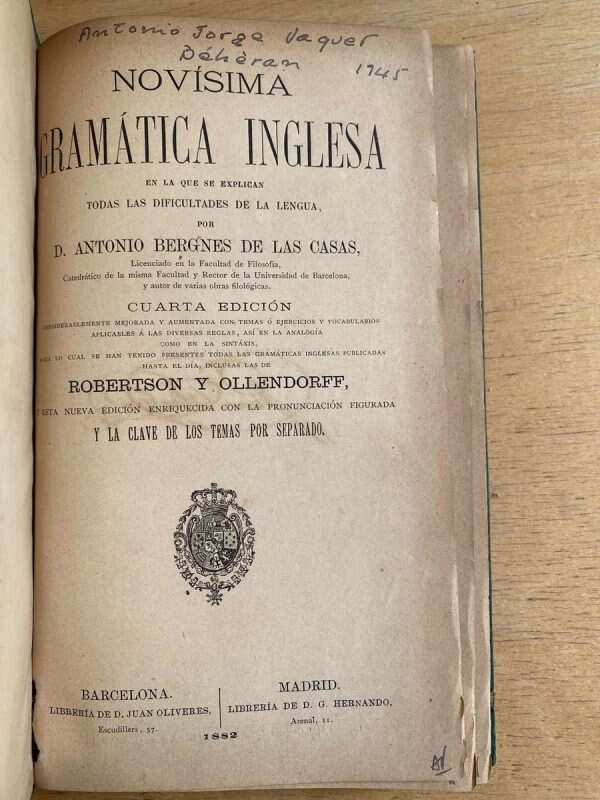 Antonio Jorge Vaquer
Déhèran 1945
NOVÍSIMA
GRAMÁTICA INGLESA
EN LA QUE SE EXPLICAN
TODAS LAS DIFICULTADES DE LA LENGUA,
POR
D. ANTONIO BERGNES DE LAS CASAS,
Licenciado en la Facultad de Filosofía,
Catedrático de la misma Facultad y Rector de la Universidad de Barcelona,
y autor de varias obras filológicas.
CUARTA EDICIÓN
CONSIDERABLEMENTE MEJORADA Y AUMENTADA CON TEMAS Ó EJERCICIOS Y VOCABULARIOS
APLICABLES Á LAS DIVERSAS REGLAS, ASÍ EN LA ANALOGÍA
COMO EN LA SINTÁXIS,
PARA LO CUAL SE HAN TENIDO PRESENTES TODAS LAS GRAMÁTICAS INGLESAS PUBLICADAS
HASTA EL DÍA, INCLUSAS LAS DE
ROBERTSON Y OLLENDORFF,
Y ESTA NUEVA EDICIÓN ENRIQUECIDA CON LA PRONUNCIACIÓN FIGURADA
Y LA CLAVE DE LOS TEMAS POR SEPARADO.
BARCELONA.
LIBRERÍA DE D. JUAN OLIVERES,
Escudillers, 57.
MADRID.
LIBRERÍA DE D. G. HERNANDO,
Arenal, 11.
1882